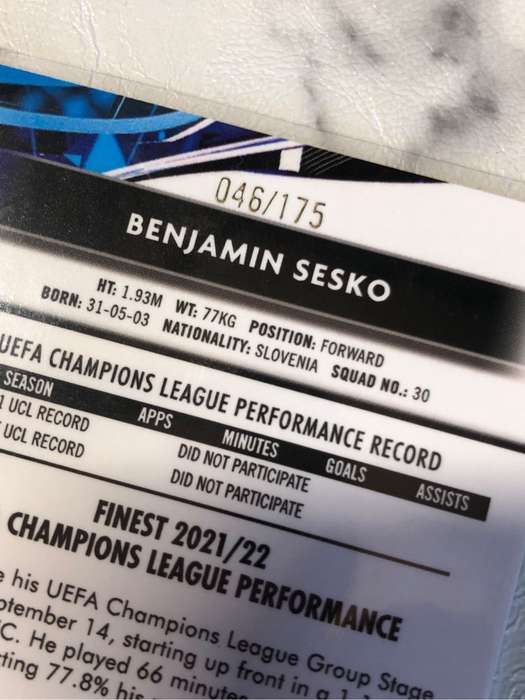 046/175
BENJAMIN SESKO
HT: 1.93M WT: 77KG POSITION: FORWARD
BORN: 31-05-03 NATIONALITY: SLOVENIA SQUAD NO.: 30
UEFA CHAMPIONS LEAGUE PERFORMANCE RECORD
SEASON APPS MINUTES GOALS ASSISTS
UCL RECORD DID NOT PARTICIPATE
UCL RECORD DID NOT PARTICIPATE
FINEST 2021/22
CHAMPIONS LEAGUE PERFORMANCE
his UEFA Champions League Group Stage
14, starting up front in a
He played 66 minutes
77.8% his